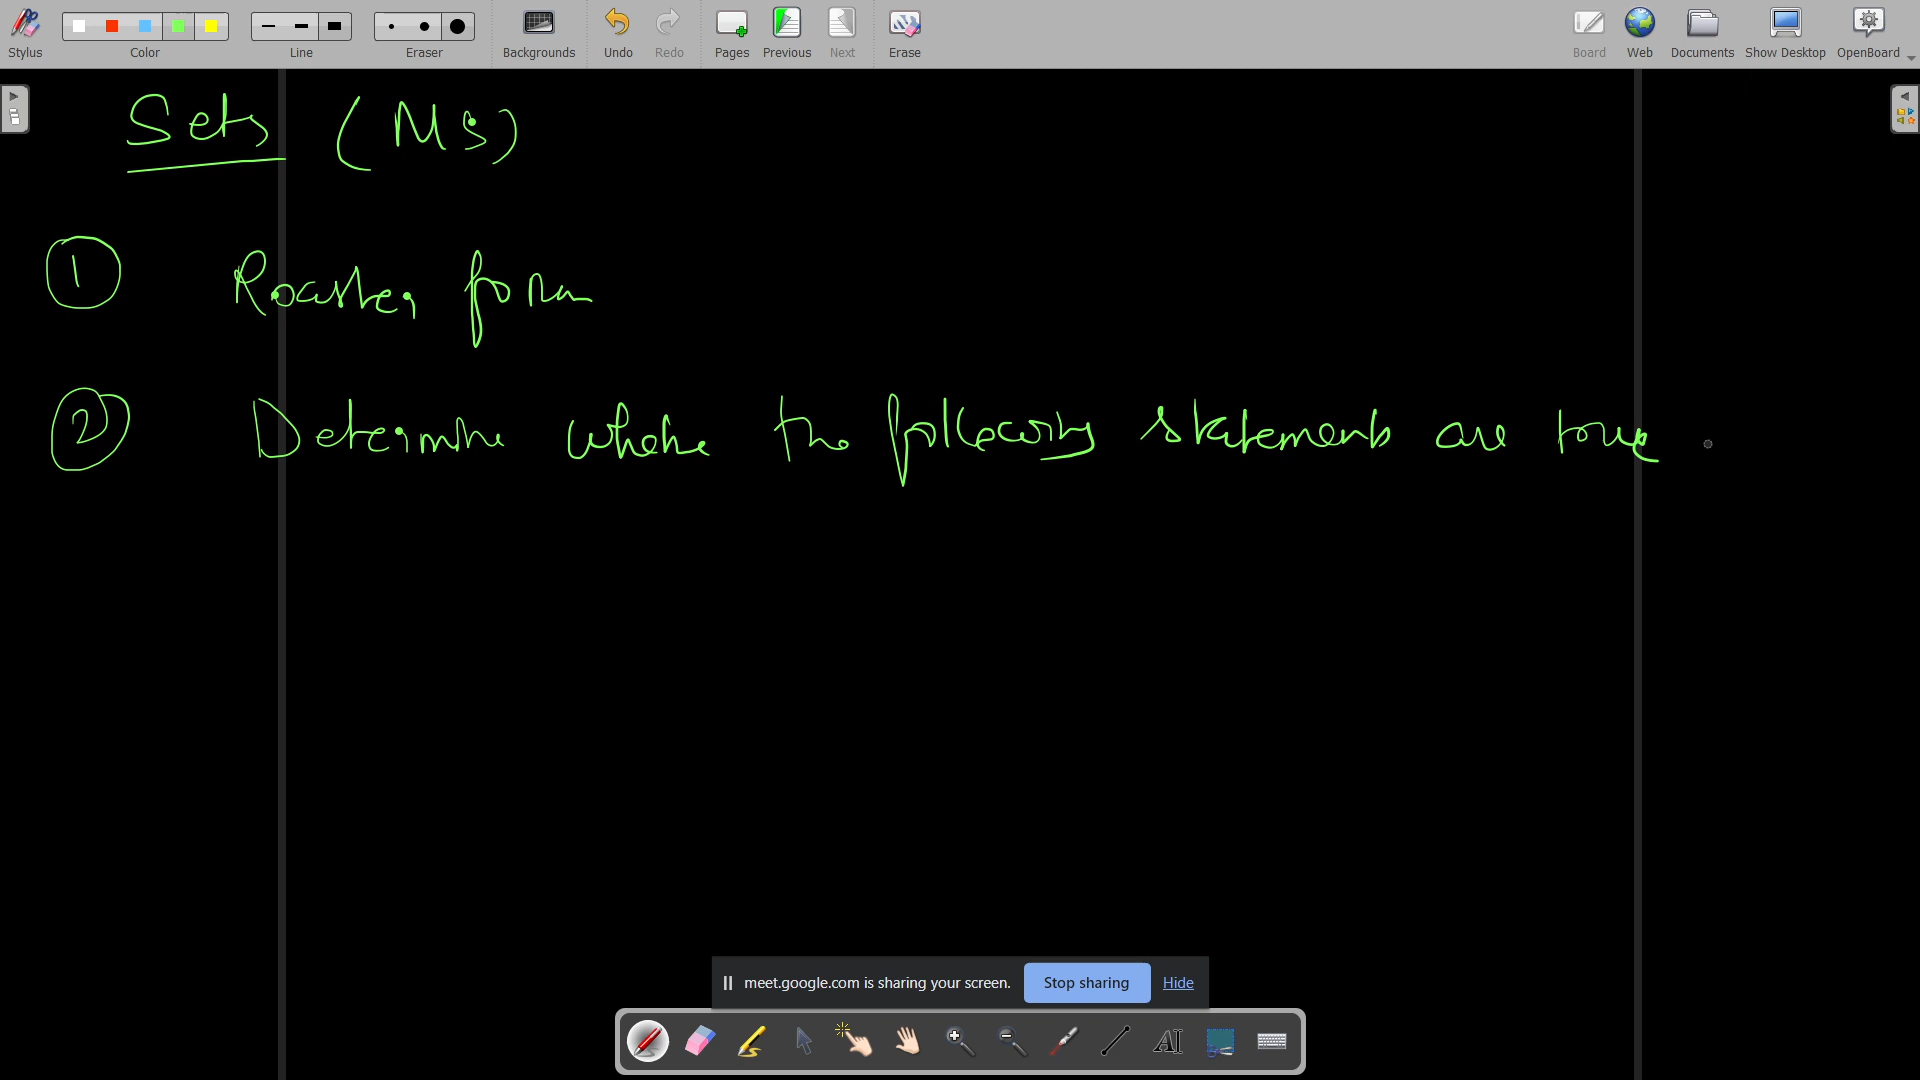 Stylus Color Line Eraser Backgrounds Undo Redo Pages Previous Next Erase Board Web Documents Show Desktop OpenBoard
Sets (MS)
1 Roaster form
2 Determine whethe the following statements are true
meet.google.com is sharing your screen. Stop sharing Hide